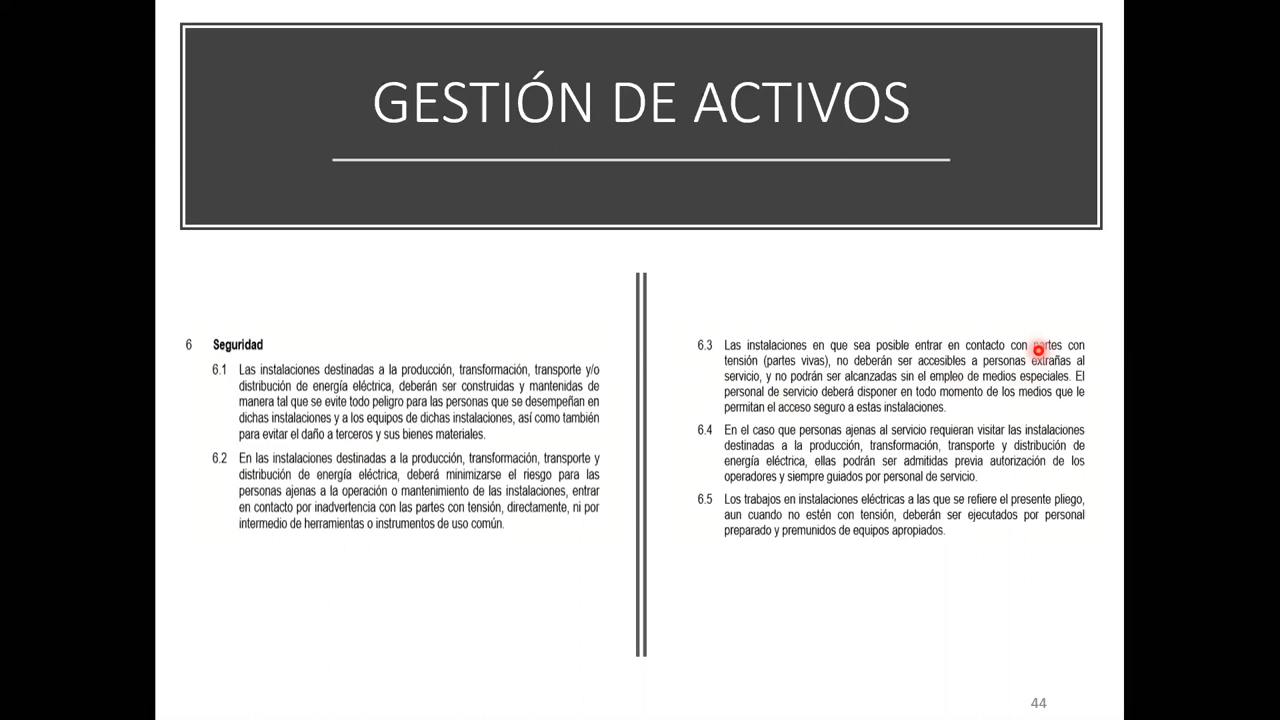 GESTIÓN DE ACTIVOS
6 Seguridad
6.1 Las instalaciones destinadas a la producción, transformación, transporte y/o
distribución de energía eléctrica, deberán ser construidas y mantenidas de
manera tal que se evite todo peligro para las personas que se desempeñan en
dichas instalaciones y a los equipos de dichas instalaciones, así como también
para evitar el daño a terceros y sus bienes materiales.
6.2 En las instalaciones destinadas a la producción, transformación, transporte y
distribución de energía eléctrica, deberá minimizarse el riesgo para las
personas ajenas a la operación o mantenimiento de las instalaciones, entrar
en contacto por inadvertencia con las partes con tensión, directamente, ni por
intermedio de herramientas o instrumentos de uso común.
6.3 Las instalaciones en que sea posible entrar en contacto con partes con
tensión (partes vivas), no deberán ser accesibles a personas extrañas al
servicio, y no podrán ser alcanzadas sin el empleo de medios especiales. El
personal de servicio deberá disponer en todo momento de los medios que le
permitan el acceso seguro a estas instalaciones.
6.4 En el caso que personas ajenas al servicio requieran visitar las instalaciones
destinadas a la producción, transformación, transporte y distribución de
energía eléctrica, ellas podrán ser admitidas previa autorización de los
operadores y siempre guiados por personal de servicio.
6.5 Los trabajos en instalaciones eléctricas a las que se refiere el presente pliego,
aun cuando no estén con tensión, deberán ser ejecutados por personal
preparado y premunidos de equipos apropiados.
44